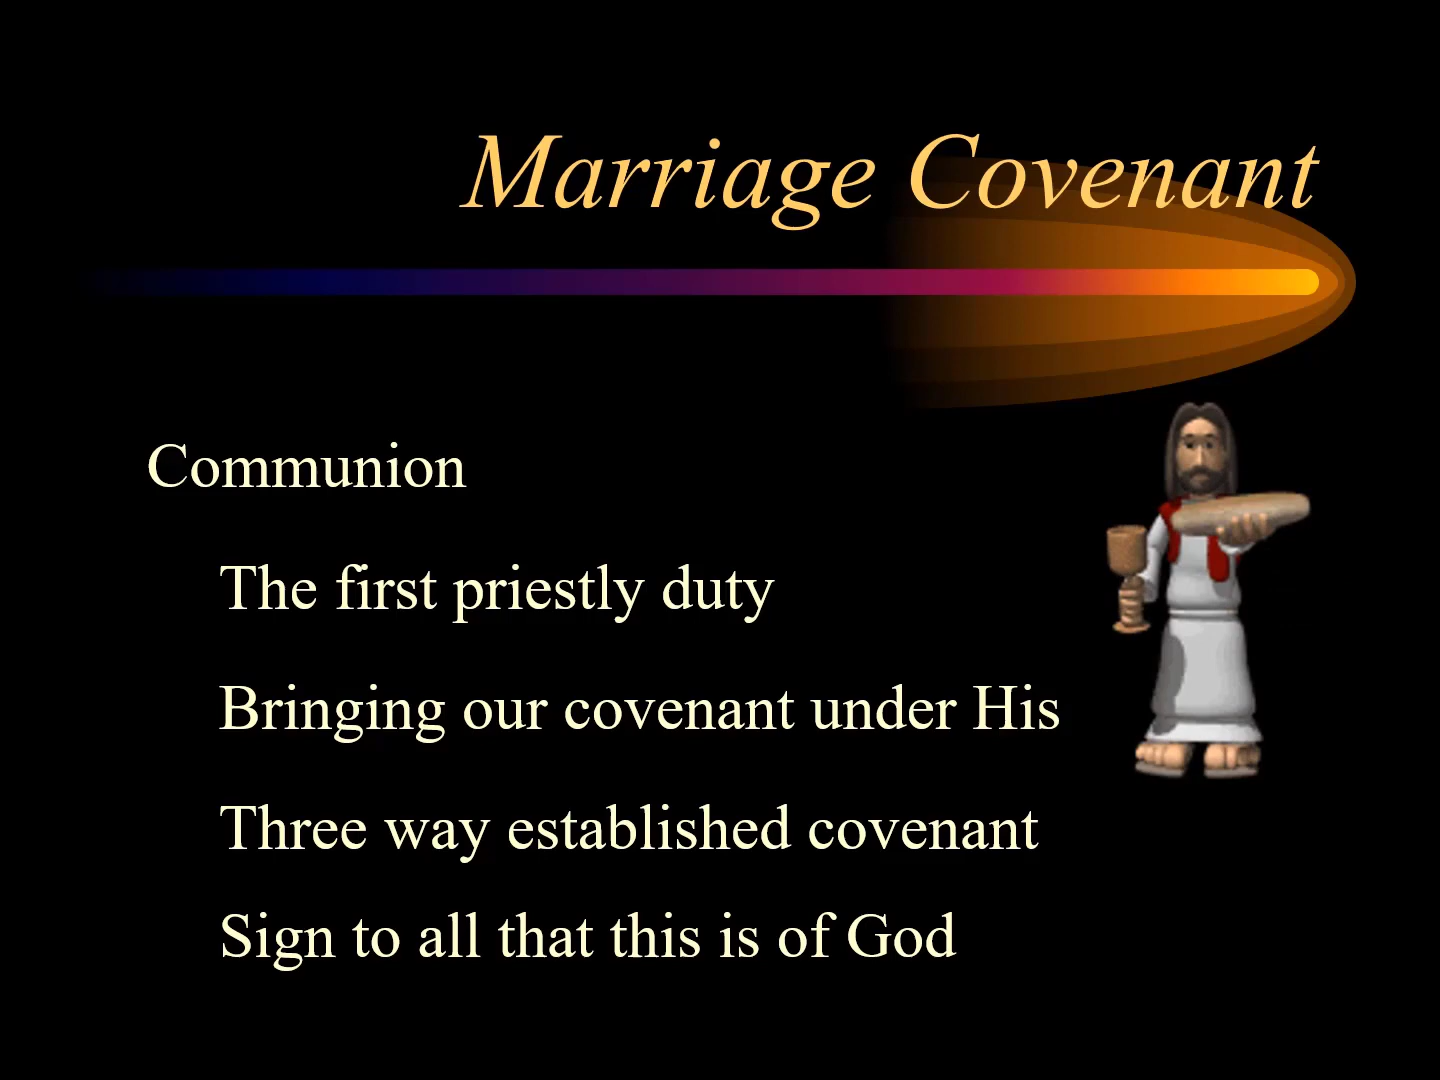 Marriage Covenant
Communion
The first priestly duty
Bringing our covenant under His
Three way established covenant
Sign to all that this is of God